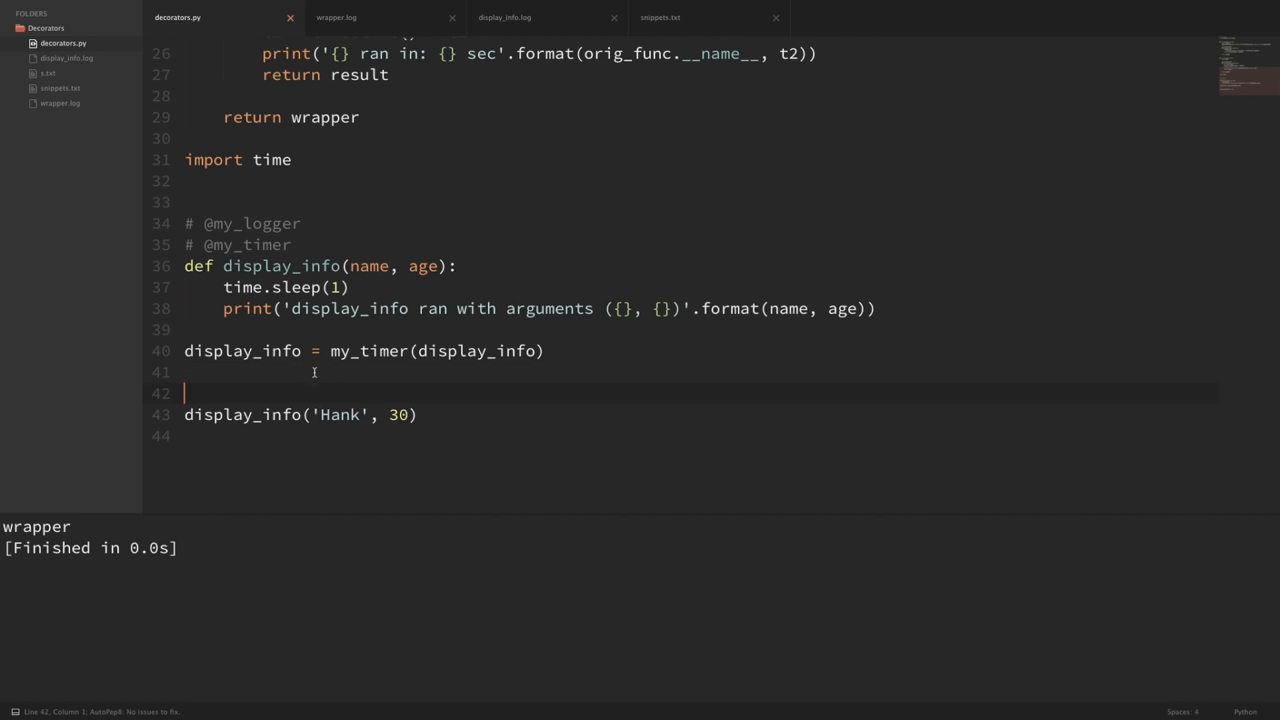 FOLDERS
Decorators
decorators.py
display_info.log
s.txt
snippets.txt
wrapper.log
decorators.py
wrapper.log
display_info.log
snippets.txt
26 print('{} ran in: {} sec'.format(orig_func.__name__, t2))
27 return result
28
29 return wrapper
30
31 import time
32
33
34 # @my_logger
35 # @my_timer
36 def display_info(name, age):
37 time.sleep(1)
38 print('display_info ran with arguments ({}, {})'.format(name, age))
39
40 display_info = my_timer(display_info)
41
42
43 display_info('Hank', 30)
44
wrapper
[Finished in 0.0s]
Line 42, Column 1; AutoPep8: No issues to fix.
Spaces: 4
Python